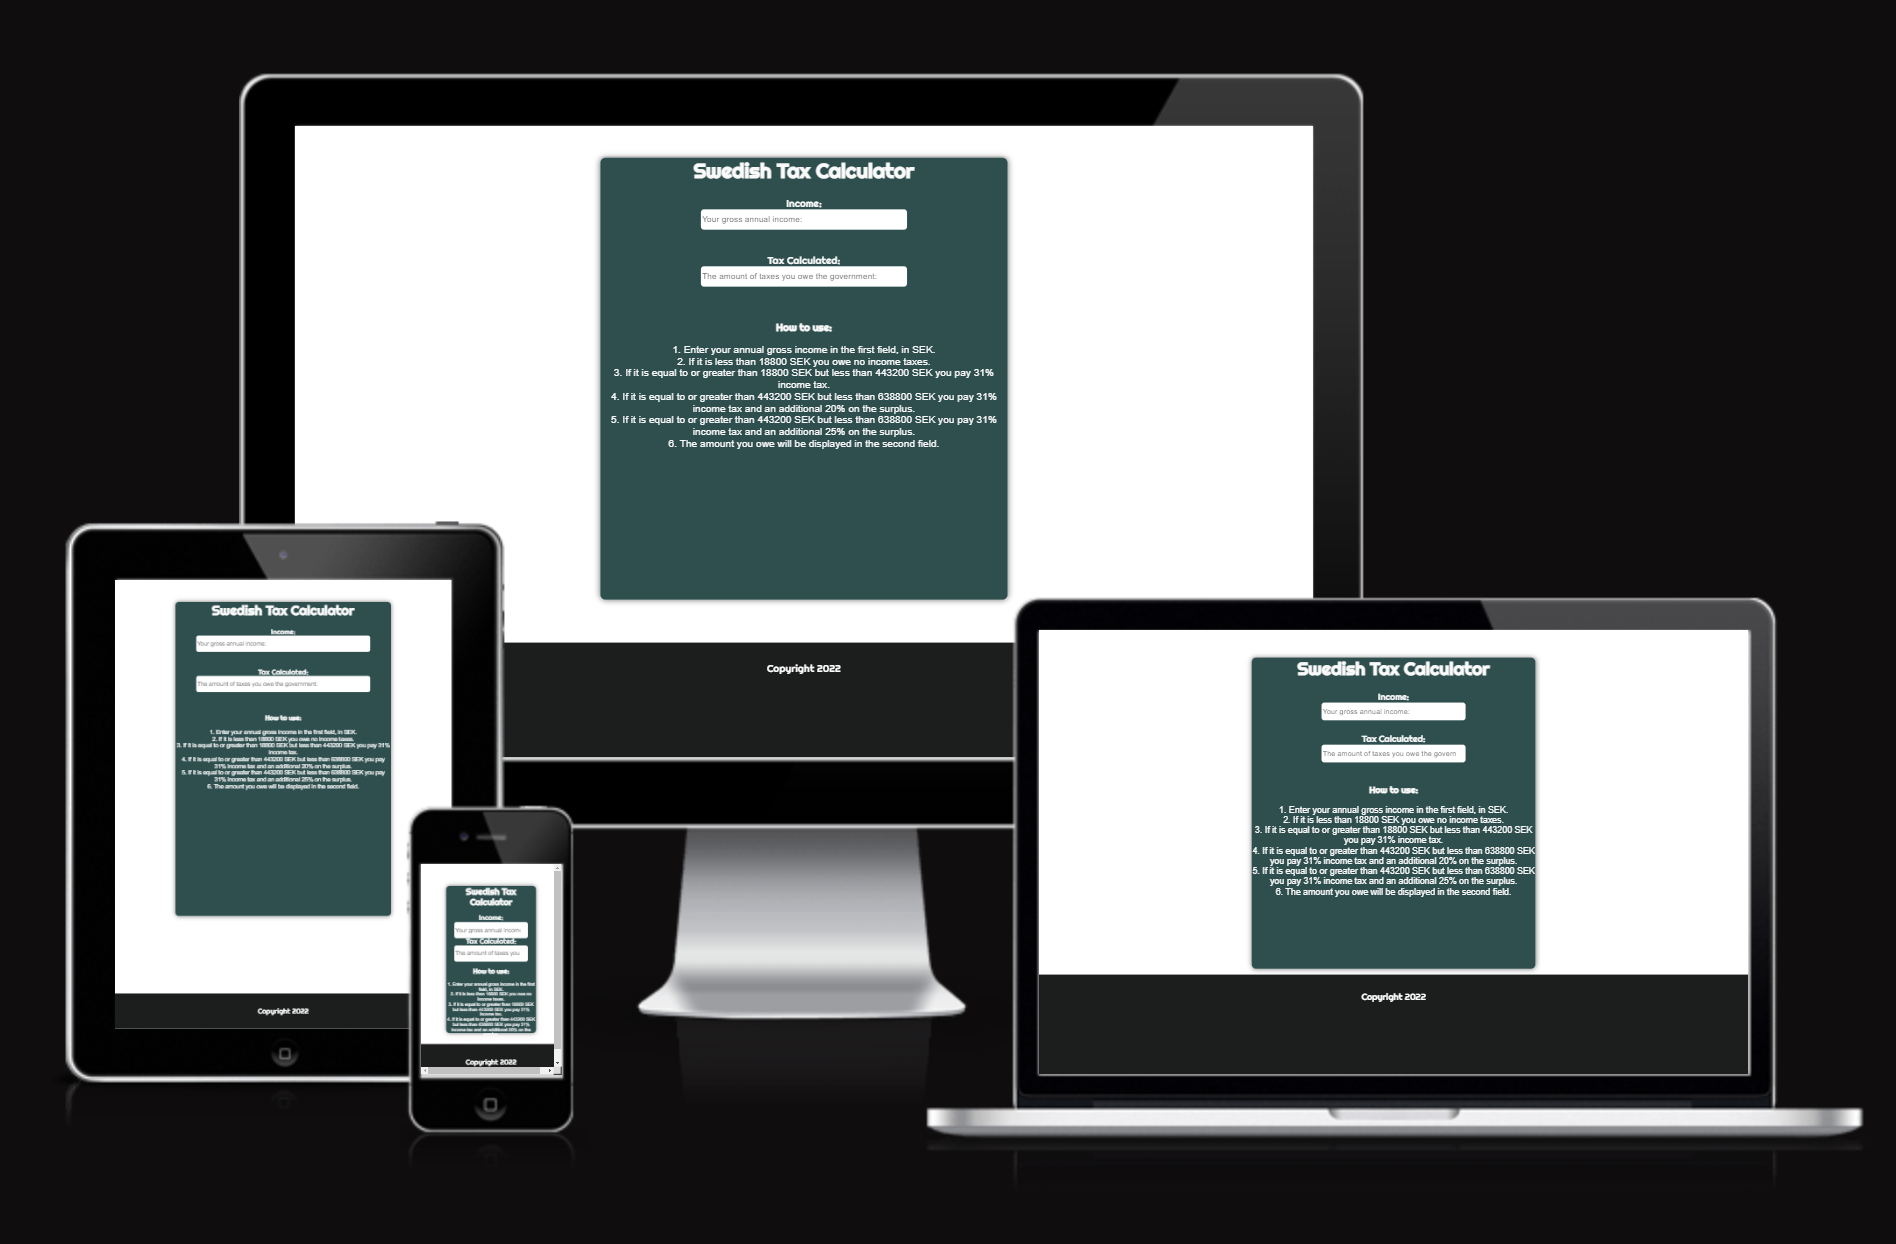 Swedish Tax Calculator
Income:
Your gross annual income:
Tax Calculated:
The amount of taxes you owe the government:
How to use:
1. Enter your annual gross income in the first field, in SEK.
2. If it is less than 18800 SEK you owe no income taxes.
3. If it is equal to or greater than 18800 SEK but less than 443200 SEK you pay 31%
income tax.
4. If it is equal to or greater than 443200 SEK but less than 638800 SEK you pay 31%
income tax and an additional 20% on the surplus.
5. If it is equal to or greater than 443200 SEK but less than 638800 SEK you pay 31%
income tax and an additional 25% on the surplus.
6. The amount you owe will be displayed in the second field.
Copyright 2022
Swedish Tax Calculator
Income:
Your gross annual income:
Tax Calculated:
The amount of taxes you owe the government:
How to use:
1. Enter your annual gross income in the first field, in SEK.
2. If it is less than 18800 SEK you owe no income taxes.
3. If it is equal to or greater than 18800 SEK but less than 443200 SEK you pay 31%
income tax.
4. If it is equal to or greater than 443200 SEK but less than 638800 SEK you pay
31% income tax and an additional 20% on the surplus.
5. If it is equal to or greater than 443200 SEK but less than 638800 SEK you pay
31% income tax and an additional 25% on the surplus.
6. The amount you owe will be displayed in the second field.
Copyright 2022
Swedish Tax
Calculator
Income:
Your gross annual incom
Tax Calculated:
The amount of taxes you
How to use:
1. Enter your annual gross income in the first
field, in SEK.
2. If it is less than 18800 SEK you owe no
income taxes.
3. If it is equal to or greater than 18800 SEK
but less than 443200 SEK you pay 31%
income tax.
4. If it is equal to or greater than 443200 SEK
but less than 638800 SEK you pay 31%
income tax and an additional 20% on the
Copyright 2022
Swedish Tax Calculator
Income:
Your gross annual income:
Tax Calculated:
The amount of taxes you owe the govern
How to use:
1. Enter your annual gross income in the first field, in SEK.
2. If it is less than 18800 SEK you owe no income taxes.
3. If it is equal to or greater than 18800 SEK but less than 443200 SEK
you pay 31% income tax.
4. If it is equal to or greater than 443200 SEK but less than 638800 SEK
you pay 31% income tax and an additional 20% on the surplus.
5. If it is equal to or greater than 443200 SEK but less than 638800 SEK
you pay 31% income tax and an additional 25% on the surplus.
6. The amount you owe will be displayed in the second field.
Copyright 2022